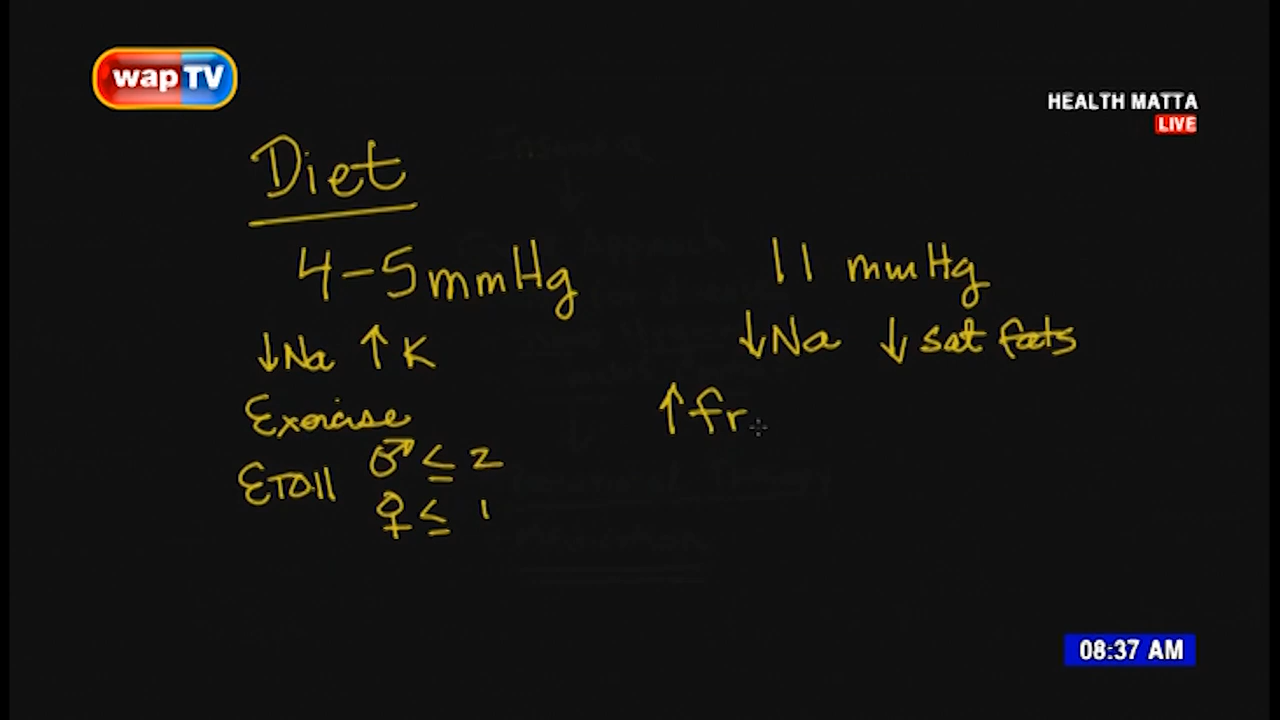 wapTV
HEALTH MATTA
LIVE
Diet
4-5 mmHg
↓Na ↑K
Exercise
ETOH ♂ ≤ 2
♀ ≤ 1
11 mmHg
↓Na ↓ sat fats
↑fr
08:37 AM